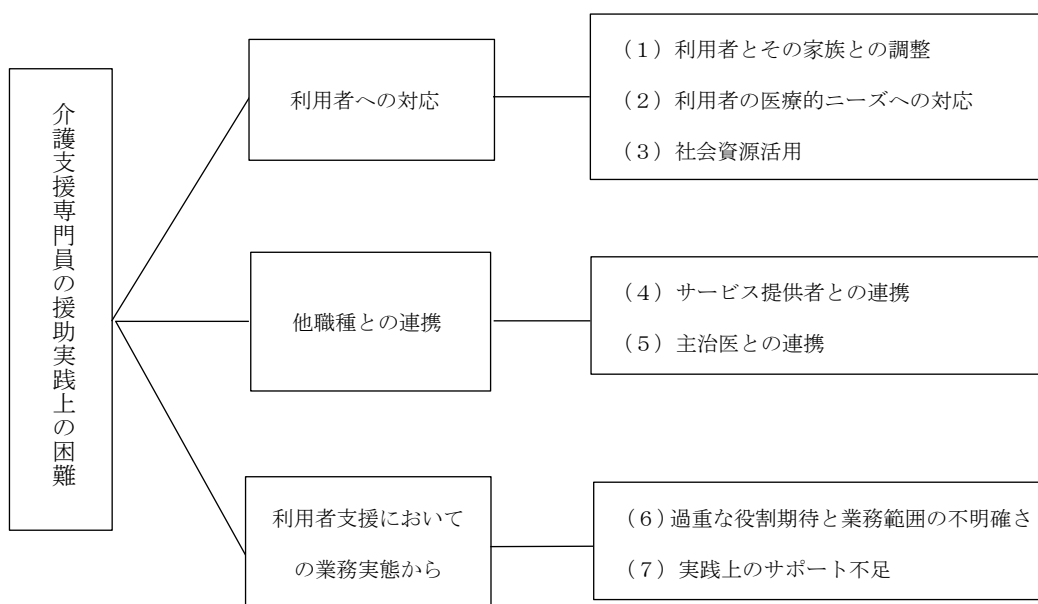 介護支援専門員の援助実践上の困難
利用者への対応
（１）利用者とその家族との調整
（２）利用者の医療的ニーズへの対応
（３）社会資源活用
他職種との連携
（４）サービス提供者との連携
（５）主治医との連携
利用者支援において
の業務実態から
（６）過重な役割期待と業務範囲の不明確さ
（７）実践上のサポート不足